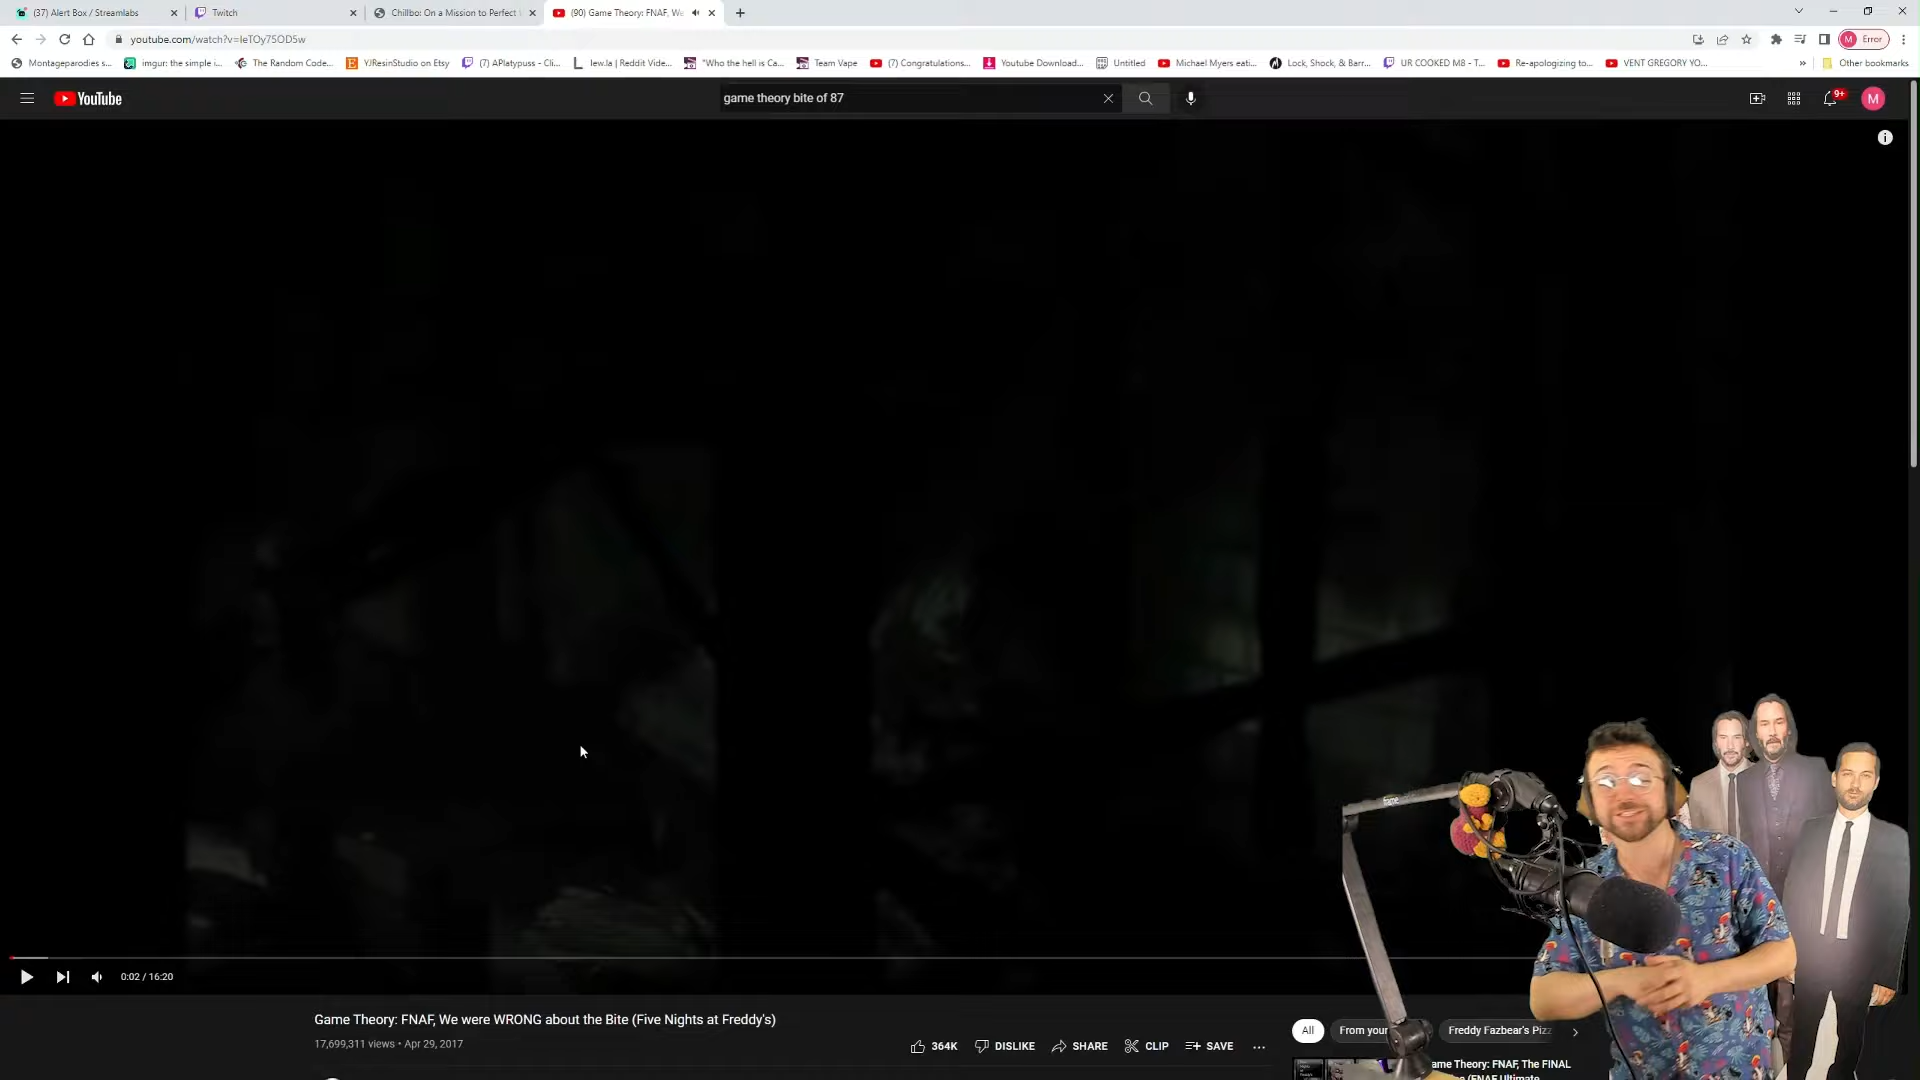 (37) Alert Box / Streamlabs
Twitch
Chillbo: On a Mission to Perfect
(90) Game Theory: FNAF, We
youtube.com/watch?v=IeTOy75OD5w
Error
Montageparodies s...
imgur: the simple i...
The Random Code...
YJResinStudio on Etsy
(7) APlatypuss - Cli...
lew.la | Reddit Vide...
"Who the hell is Ca...
Team Vape
(7) Congratulations...
Youtube Download...
Untitled
Michael Myers eati...
Lock, Shock, & Barr...
UR COOKED M8 - T...
Re-apologizing to...
VENT GREGORY YO...
»
Other bookmarks
YouTube
game theory bite of 87
9+
M
0:02 / 16:20
Game Theory: FNAF, We were WRONG about the Bite (Five Nights at Freddy's)
17,699,311 views • Apr 29, 2017
364K
DISLIKE
SHARE
CLIP
SAVE
...
All
From your
Freddy Fazbear's Pizz
ame Theory: FNAF, The FINAL
(FNAF Ultimate